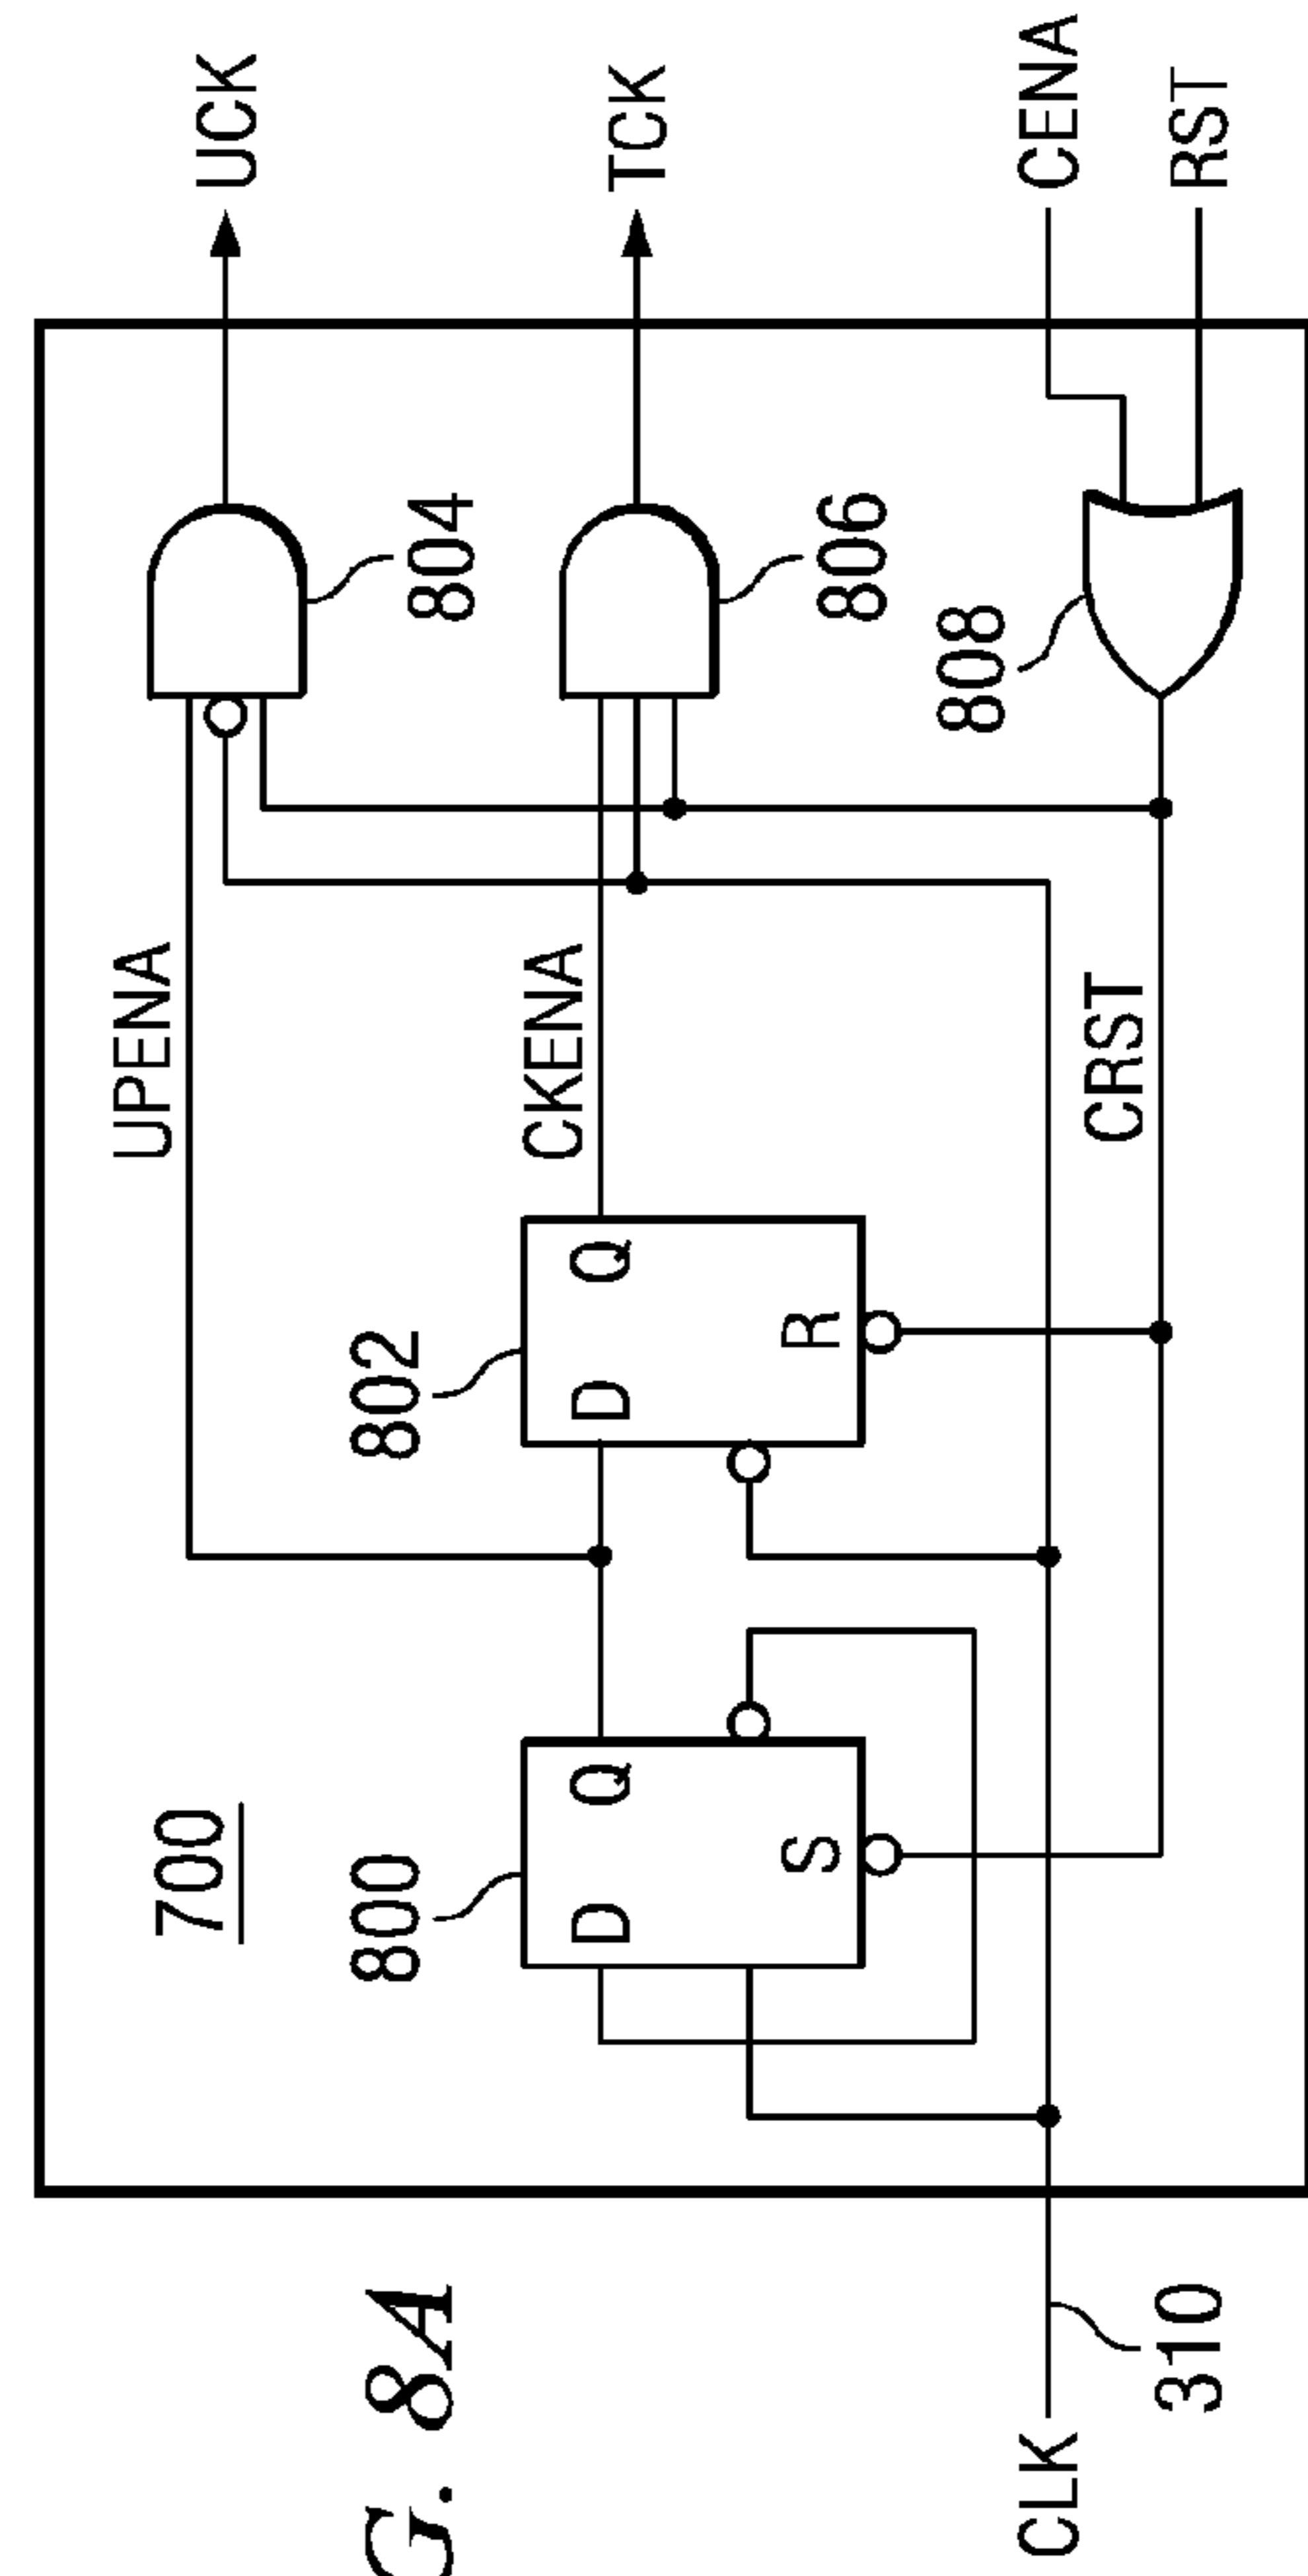 G. 8A
700
UPENA
UCK
804
800
D
Q
S
802
D
Q
R
CKENA
TCK
806
808
CRST
CENA
RST
CLK
310